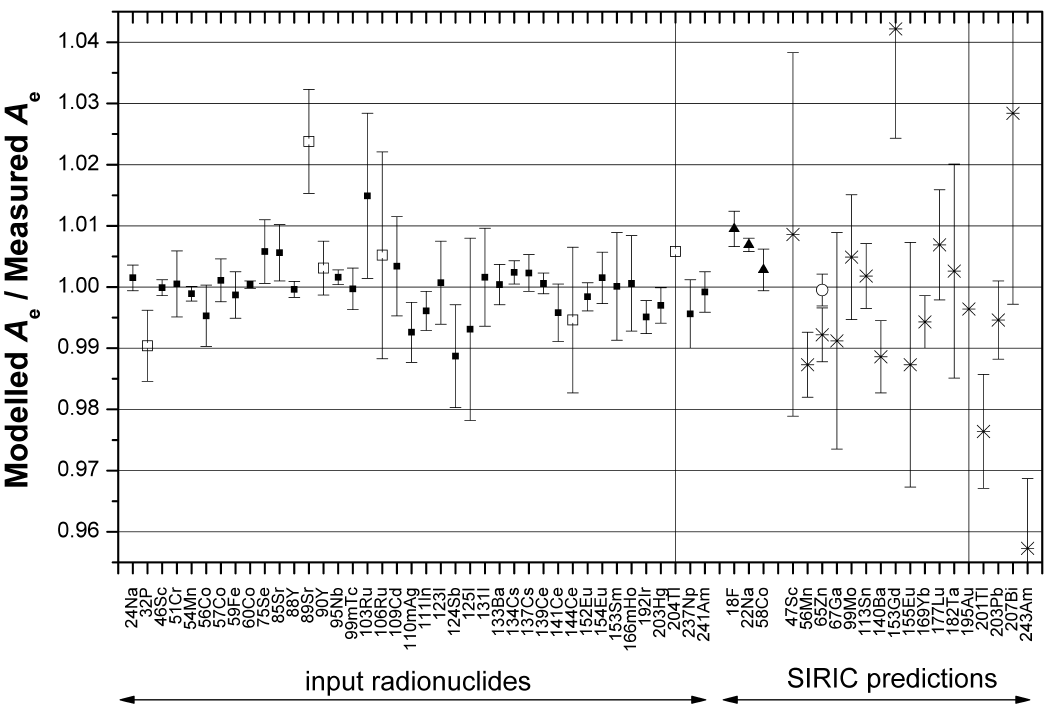 Modelled Ae / Measured Ae
1.04
1.03
1.02
1.01
1.00
0.99
0.98
0.97
0.96
24Na
32P
46Sc
51Cr
54Mn
56Co
57Co
59Fe
60Co
75Se
85Sr
88Y
89Sr
90Y
95Nb
99mTc
103Ru
106Ru
109Cd
110mAg
111In
123I
124Sb
125I
131I
133Ba
134Cs
137Cs
139Ce
141Ce
144Ce
152Eu
154Eu
153Sm
166mHo
192Ir
203Hg
204Tl
237Np
241Am
18F
22Na
58Co
47Sc
56Mn
65Zn
67Ga
99Mo
113Sn
140Ba
153Gd
155Eu
169Yb
177Lu
182Ta
195Au
201Tl
203Pb
207Bi
243Am
input radionuclides
SIRIC predictions